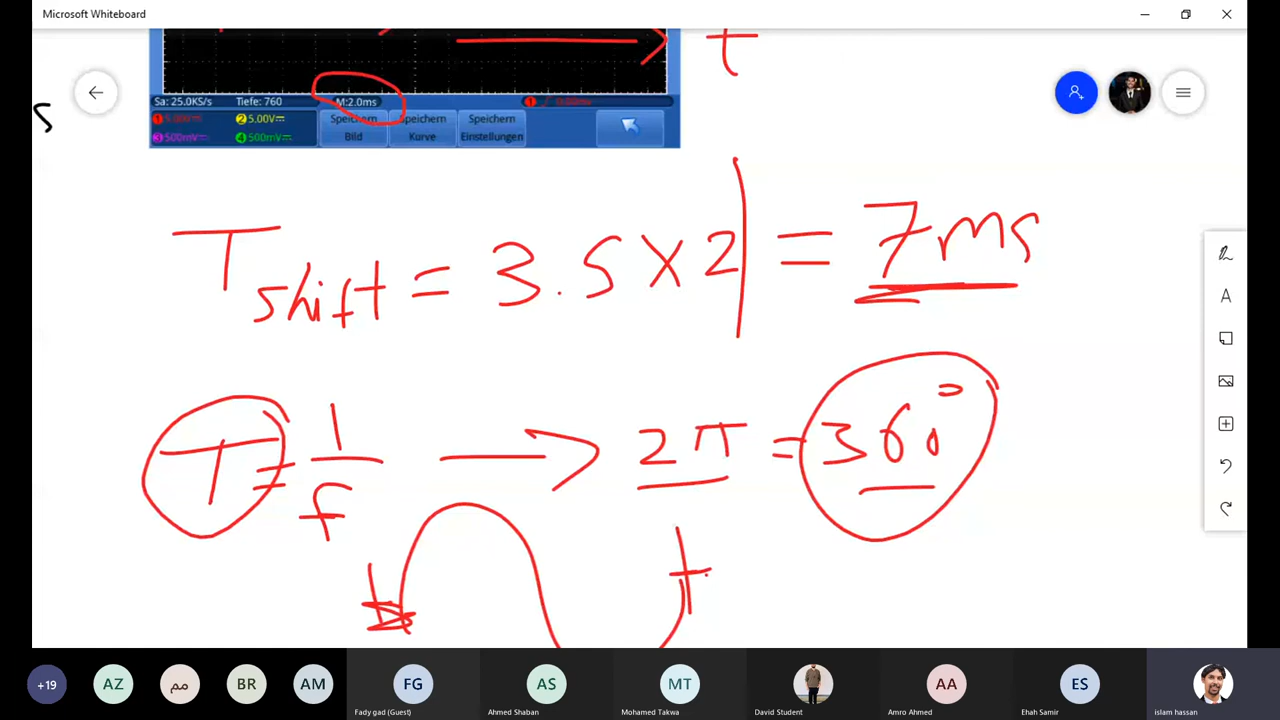 Microsoft Whiteboard
t
s
Sa: 25.0KS/s Tiefe: 760 M:2.0ms
5.00V
500mV 500mV
Speichern Bild
Speichern Kurve
Speichern Einstellungen
T shift = 3.5 x 2 = 7ms
T = 1/f → 2π = 360°
+19 AZ مم BR AM FG AS MT AA ES
Fady gad (Guest) Ahmed Shaban Mohamed Takwa David Student Amro Ahmed Ehab Samir islam hassan